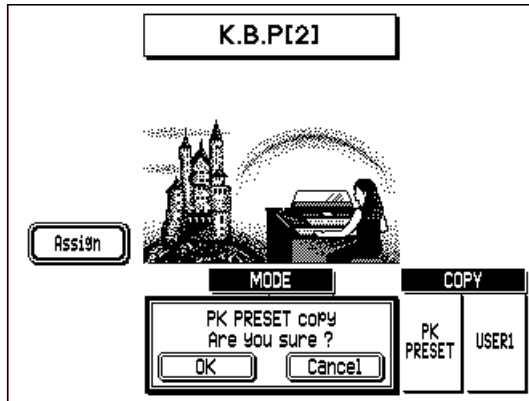 K.B.P[2]
Assign
MODE
COPY
PK PRESET copy
Are you sure ?
OK
Cancel
PK
PRESET
USER1